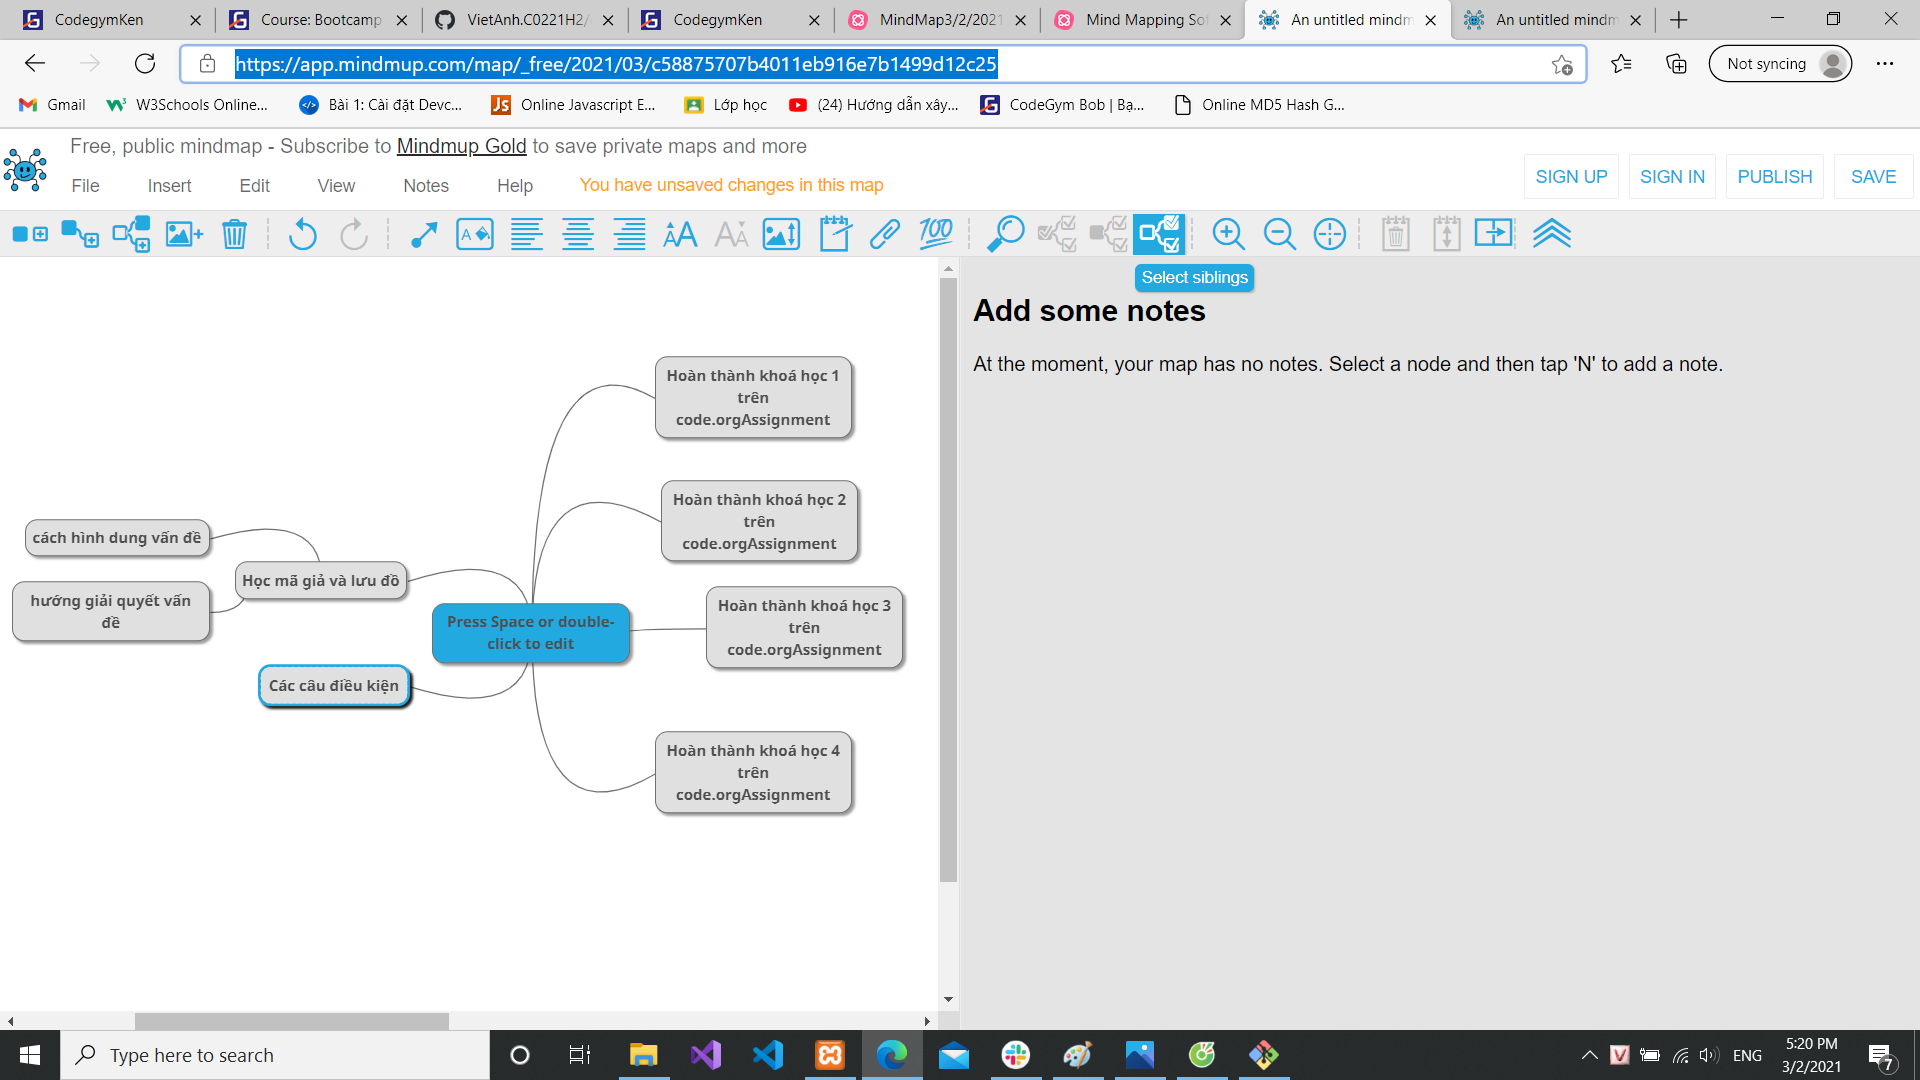 CodegymKen
Course: Bootcamp
VietAnh.C0221H2/
CodegymKen
MindMap3/2/2021
Mind Mapping Sof
An untitled mindm
An untitled mindm
https://app.mindmup.com/map/_free/2021/03/c58875707b4011eb916e7b1499d12c25
Not syncing
Gmail
W3Schools Online...
Bài 1: Cài đặt Devc...
Online Javascript E...
Lớp học
(24) Hướng dẫn xây...
CodeGym Bob | Bạ...
Online MD5 Hash G...
Free, public mindmap - Subscribe to Mindmup Gold to save private maps and more
File
Insert
Edit
View
Notes
Help
You have unsaved changes in this map
SIGN UP
SIGN IN
PUBLISH
SAVE
Select siblings
Add some notes
At the moment, your map has no notes. Select a node and then tap 'N' to add a note.
Hoàn thành khoá học 1
trên
code.orgAssignment
Hoàn thành khoá học 2
trên
code.orgAssignment
cách hình dung vấn đề
Học mã giả và lưu đồ
hướng giải quyết vấn
đề
Press Space or double-
click to edit
Hoàn thành khoá học 3
trên
code.orgAssignment
Các câu điều kiện
Hoàn thành khoá học 4
trên
code.orgAssignment
Type here to search
ENG
5:20 PM
3/2/2021
7